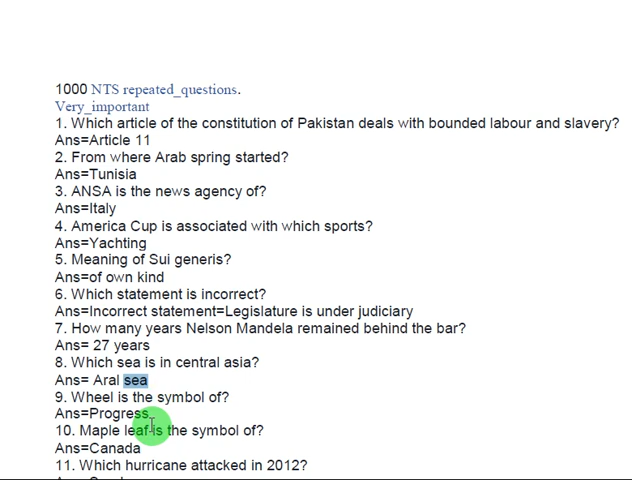 1000 NTS repeated_questions.
Very_important
1. Which article of the constitution of Pakistan deals with bounded labour and slavery?
Ans=Article 11
2. From where Arab spring started?
Ans=Tunisia
3. ANSA is the news agency of?
Ans=Italy
4. America Cup is associated with which sports?
Ans=Yachting
5. Meaning of Sui generis?
Ans=of own kind
6. Which statement is incorrect?
Ans=Incorrect statement=Legislature is under judiciary
7. How many years Nelson Mandela remained behind the bar?
Ans= 27 years
8. Which sea is in central asia?
Ans= Aral sea
9. Wheel is the symbol of?
Ans=Progress
10. Maple leaf is the symbol of?
Ans=Canada
11. Which hurricane attacked in 2012?